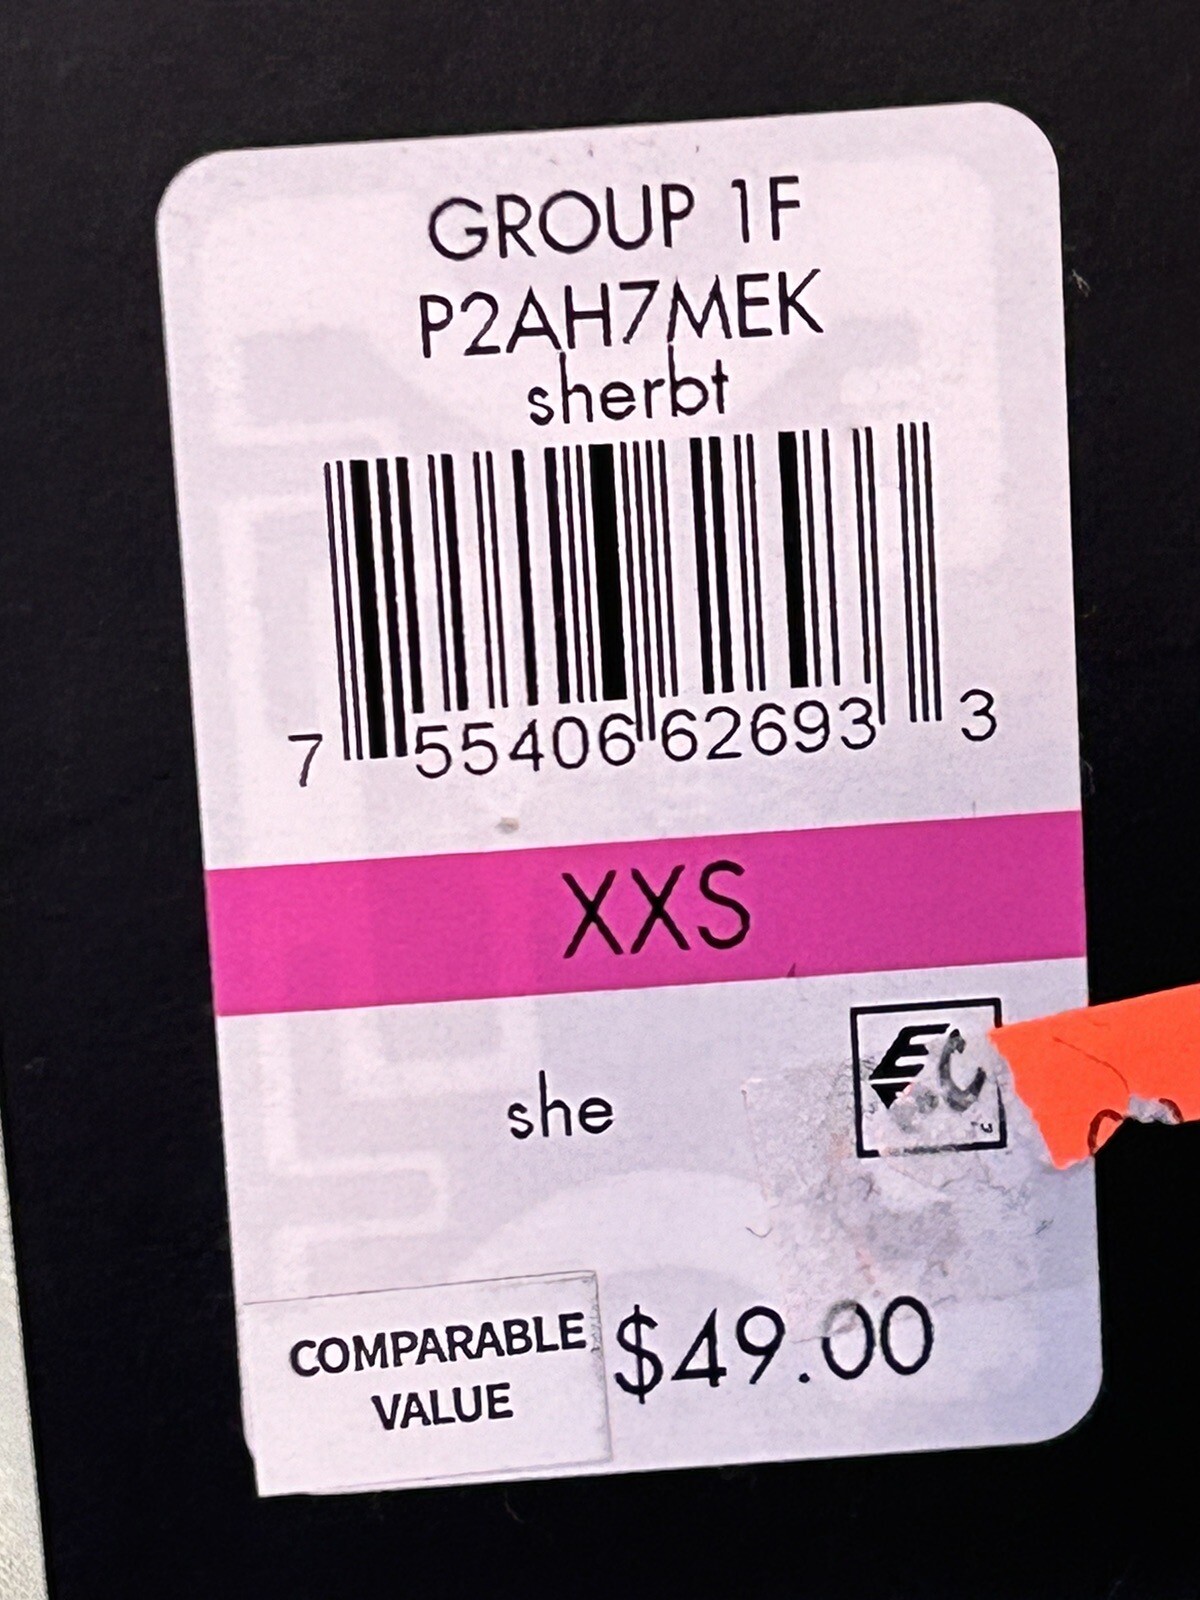 GROUP 1F
P2AH7MEK
sherbt
7 55406 62693 3
XXS
she
COMPARABLE
VALUE
$49.00